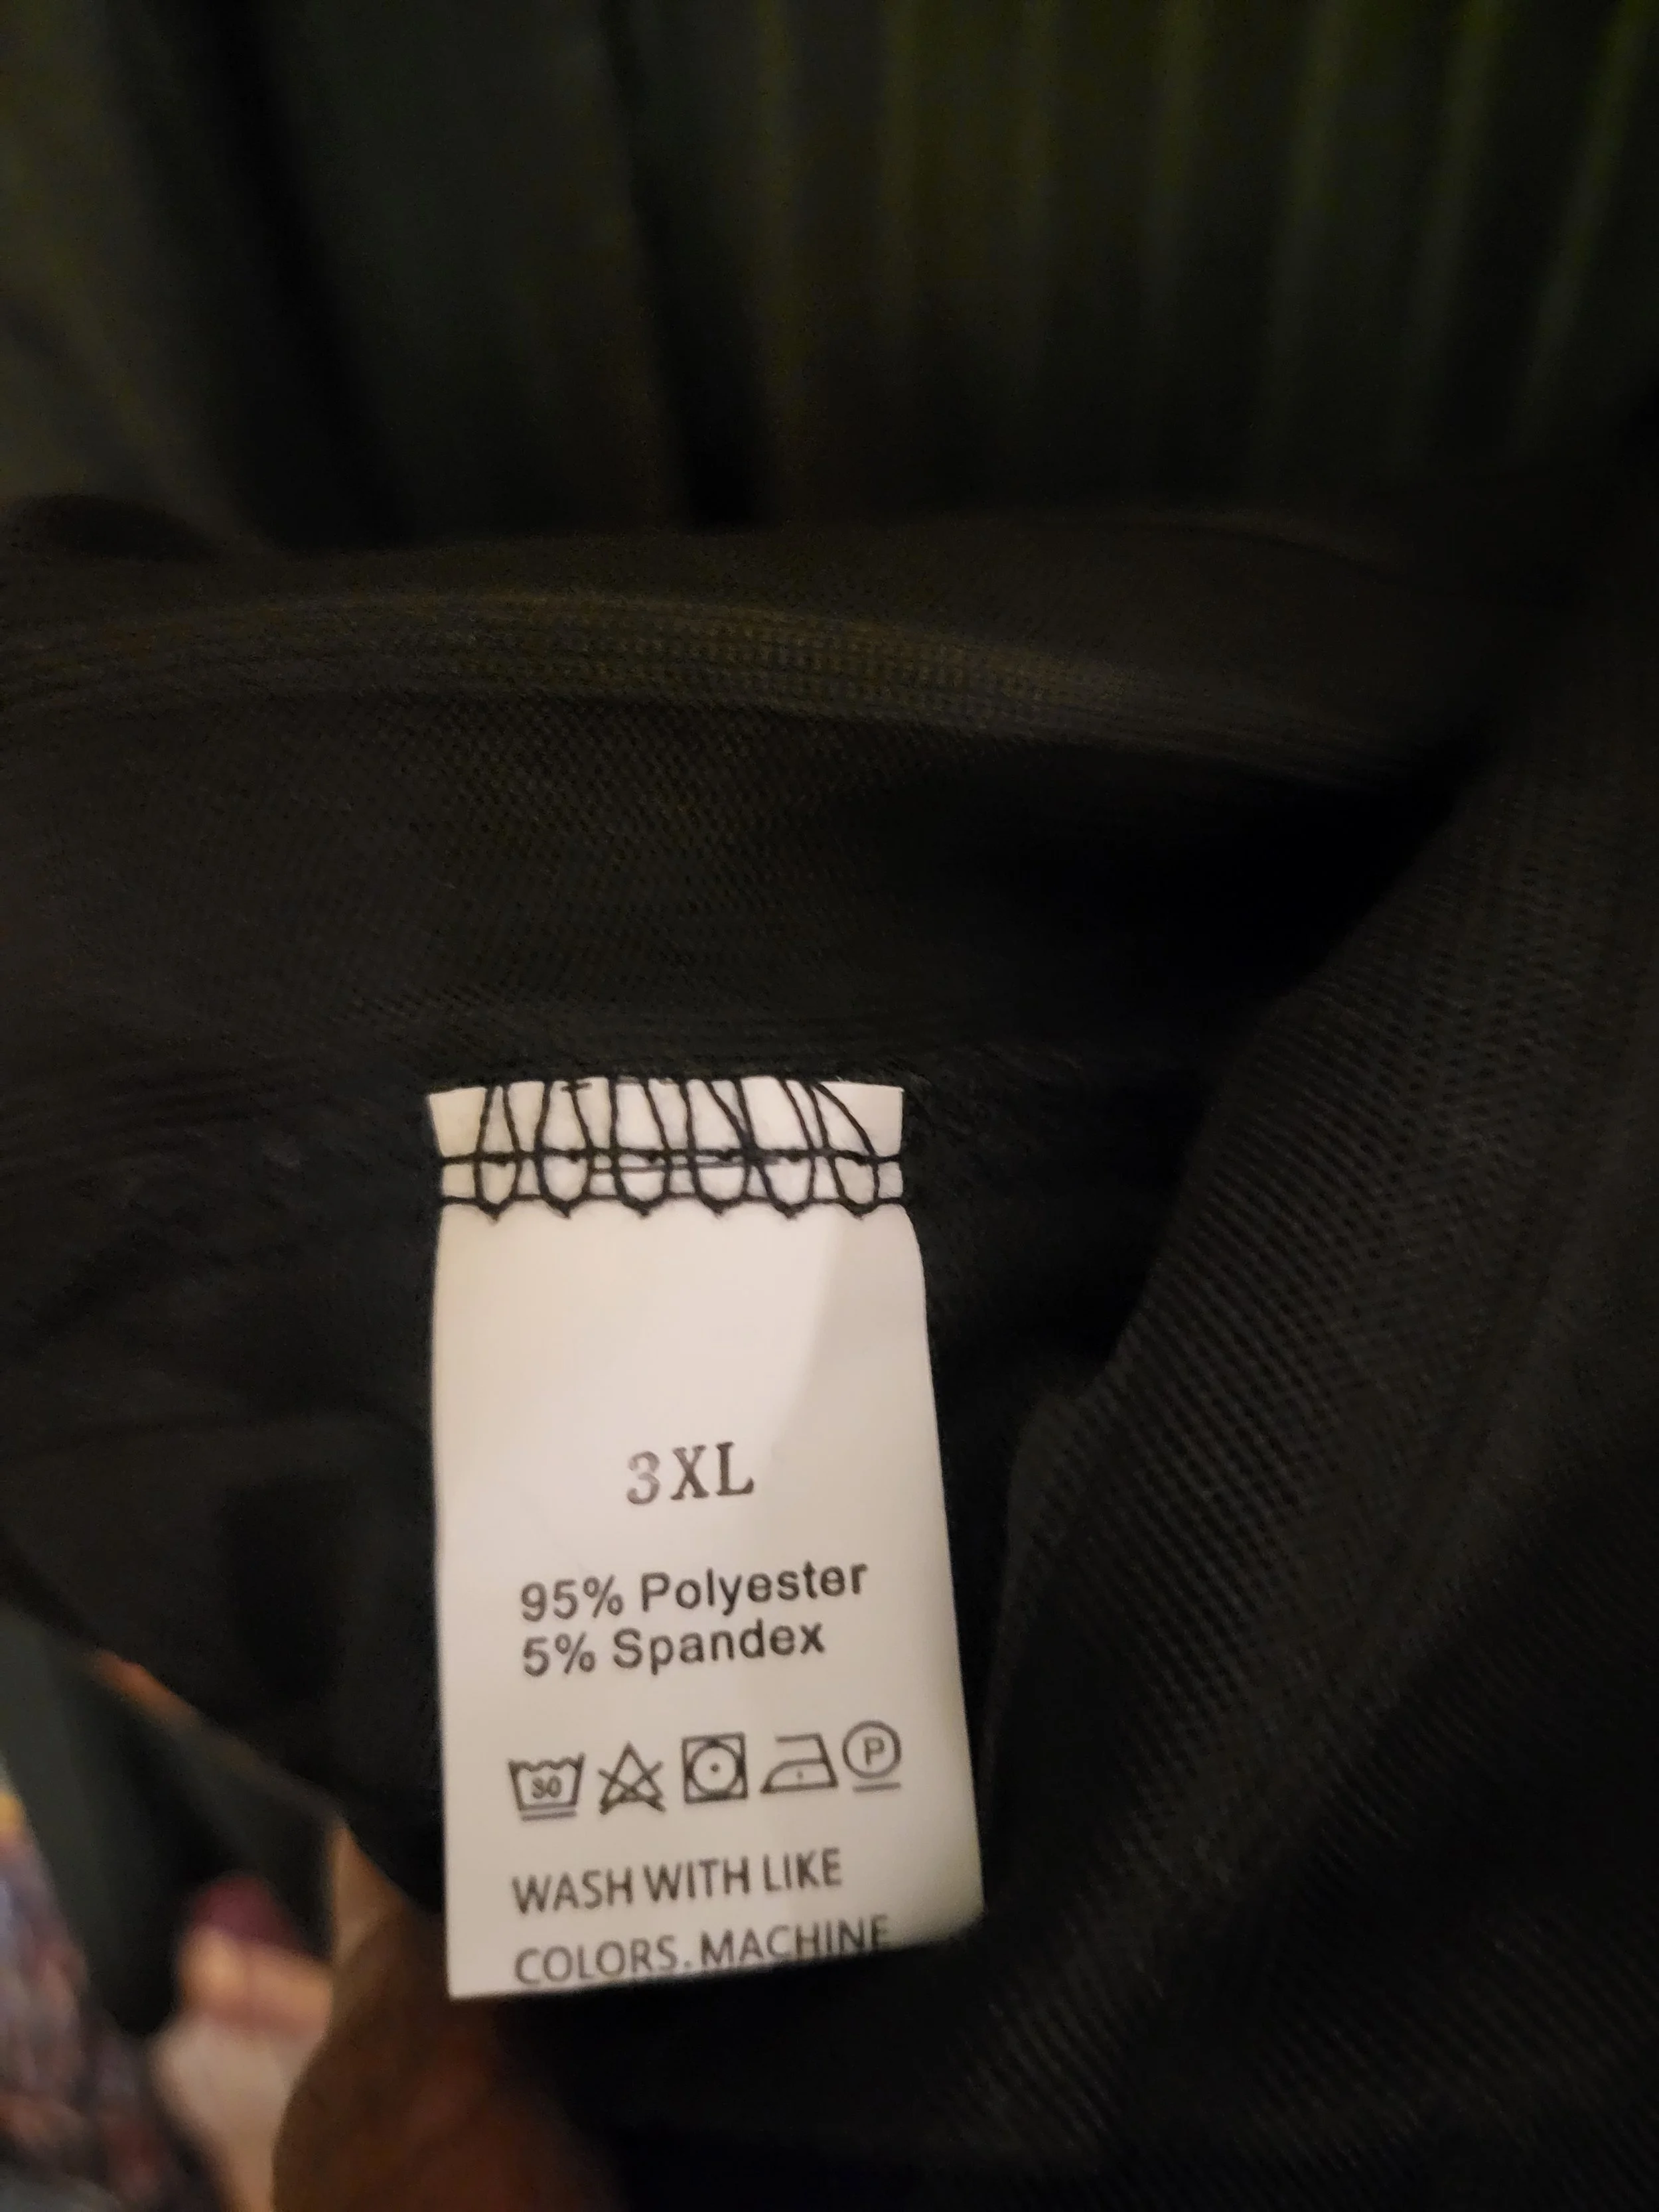 3XL
95% Polyester
5% Spandex
30 P
WASH WITH LIKE
COLORS. MACHINE